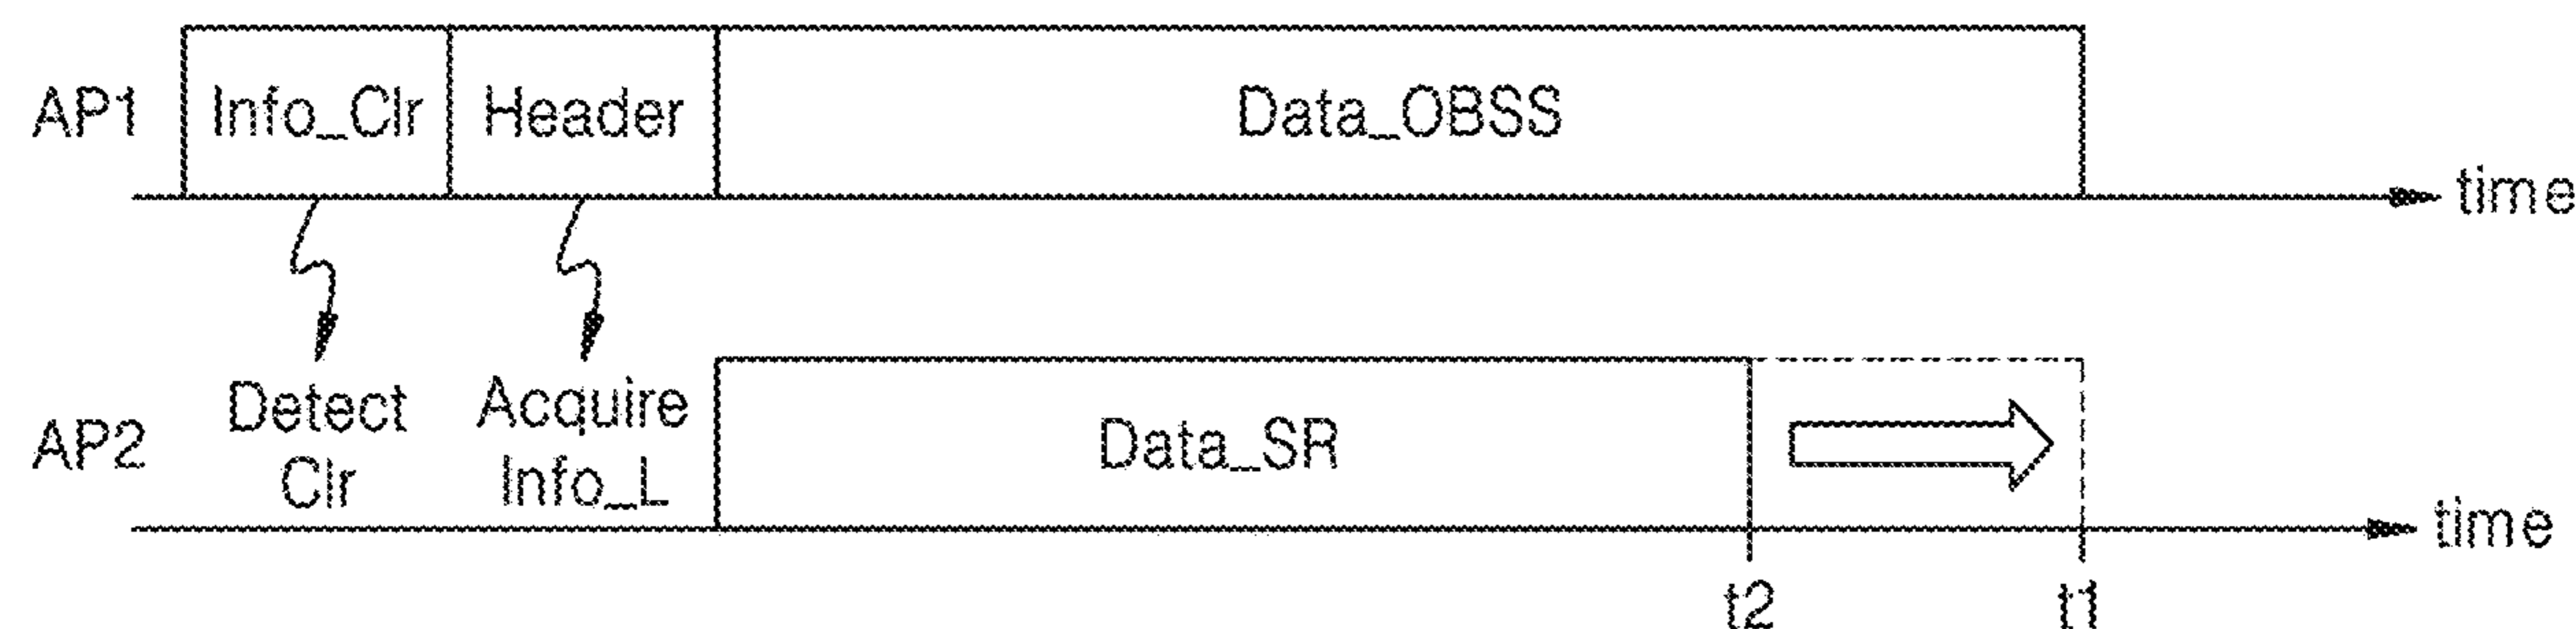 AP1
Info_Clr
Header
Data_OBSS
time
AP2
Detect
Clr
Acquire
Info_L
Data_SR
time
t2
t1